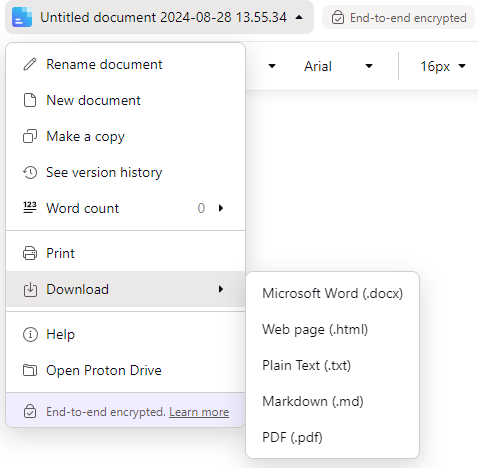 Untitled document 2024-08-28 13.55.34
End-to-end encrypted
Arial
16px
Rename document
New document
Make a copy
See version history
123 Word count 0
Print
Download
Microsoft Word (.docx)
Web page (.html)
Plain Text (.txt)
Markdown (.md)
PDF (.pdf)
Help
Open Proton Drive
End-to-end encrypted. Learn more